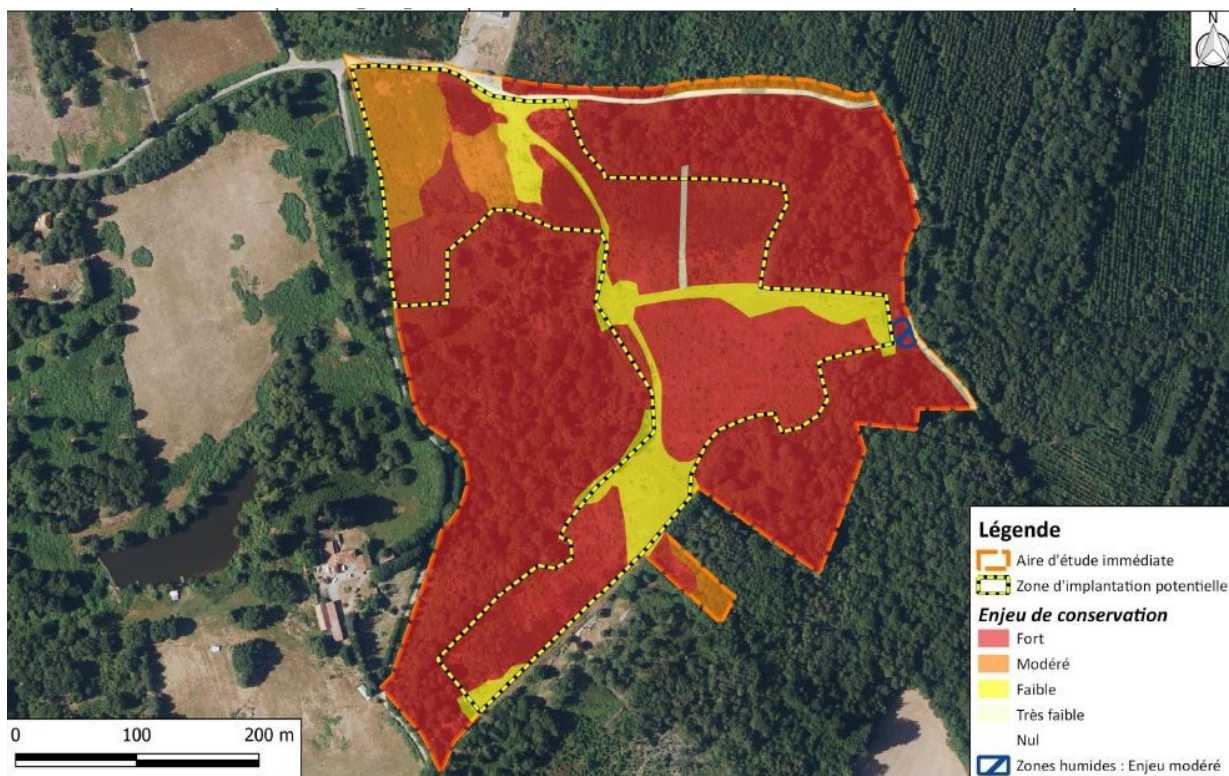 N
Légende
Aire d'étude immédiate
Zone d'implantation potentielle
Enjeu de conservation
Fort
Modéré
Faible
Très faible
Nul
Zones humides : Enjeu modéré
0 100 200 m